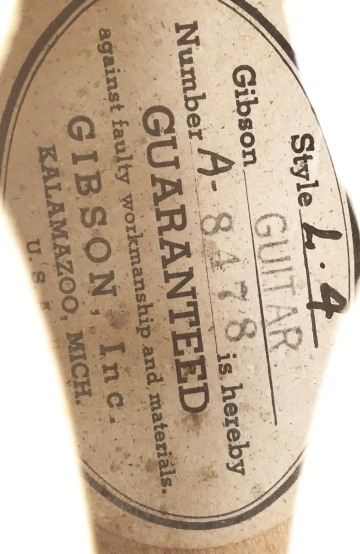 Style L-4
Gibson GUITAR
Number A-8478 is hereby
GUARANTEED
against faulty workmanship and materials.
GIBSON, Inc.
KALAMAZOO, MICH.
U. S.